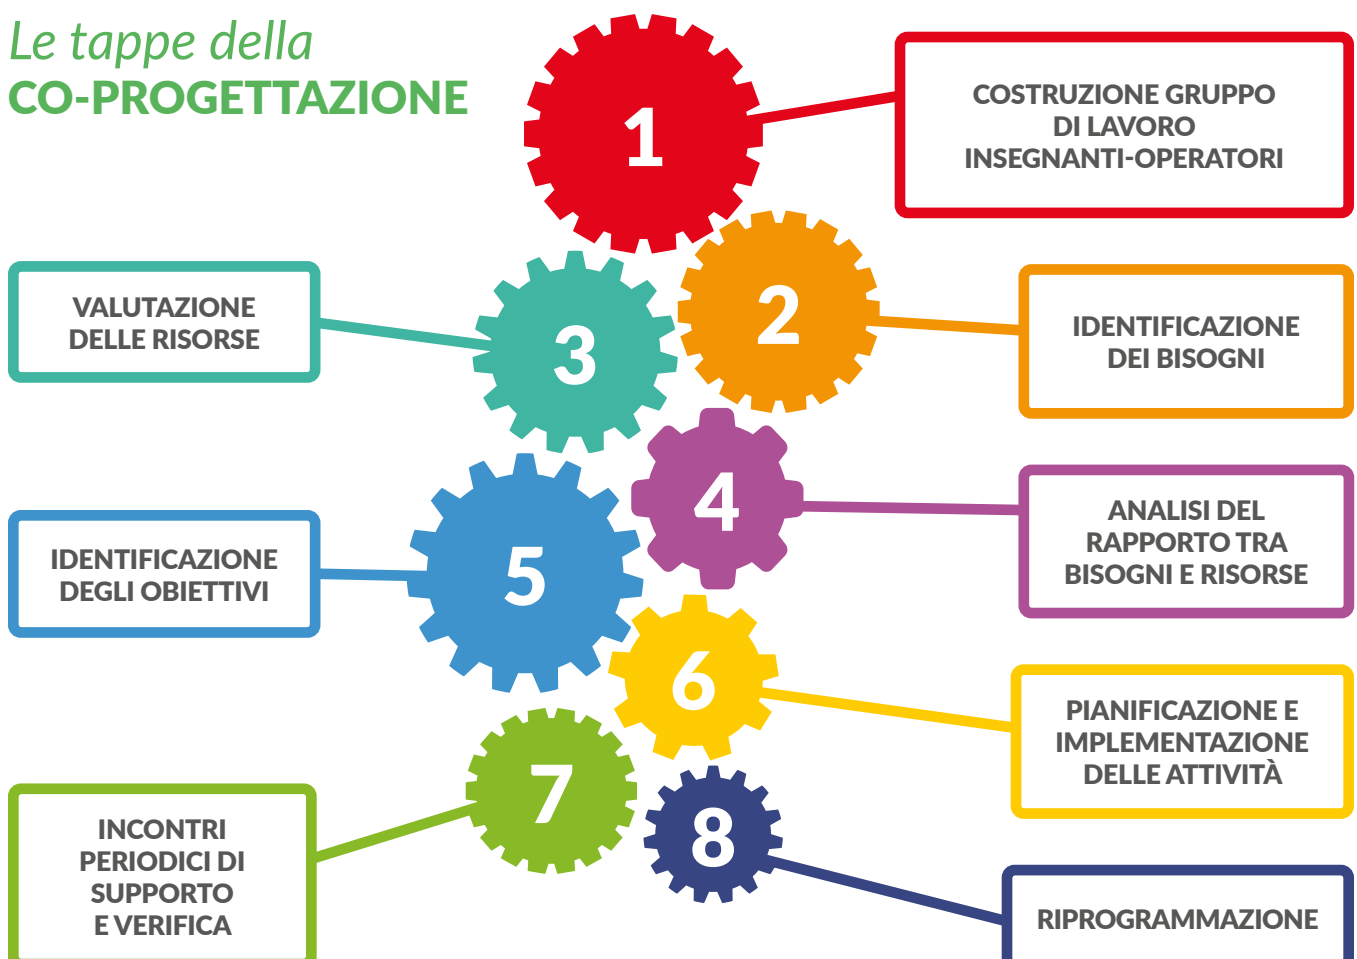 Le tappe della
CO-PROGETTAZIONE
1
COSTRUZIONE GRUPPO
DI LAVORO
INSEGNANTI-OPERATORI
2
IDENTIFICAZIONE
DEI BISOGNI
3
VALUTAZIONE
DELLE RISORSE
4
ANALISI DEL
RAPPORTO TRA
BISOGNI E RISORSE
5
IDENTIFICAZIONE
DEGLI OBIETTIVI
6
PIANIFICAZIONE E
IMPLEMENTAZIONE
DELLE ATTIVITÀ
7
INCONTRI
PERIODICI DI
SUPPORTO
E VERIFICA
8
RIPROGRAMMAZIONE